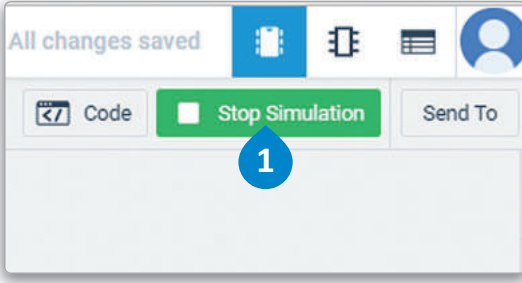 All changes saved
</> Code Stop Simulation Send To
1